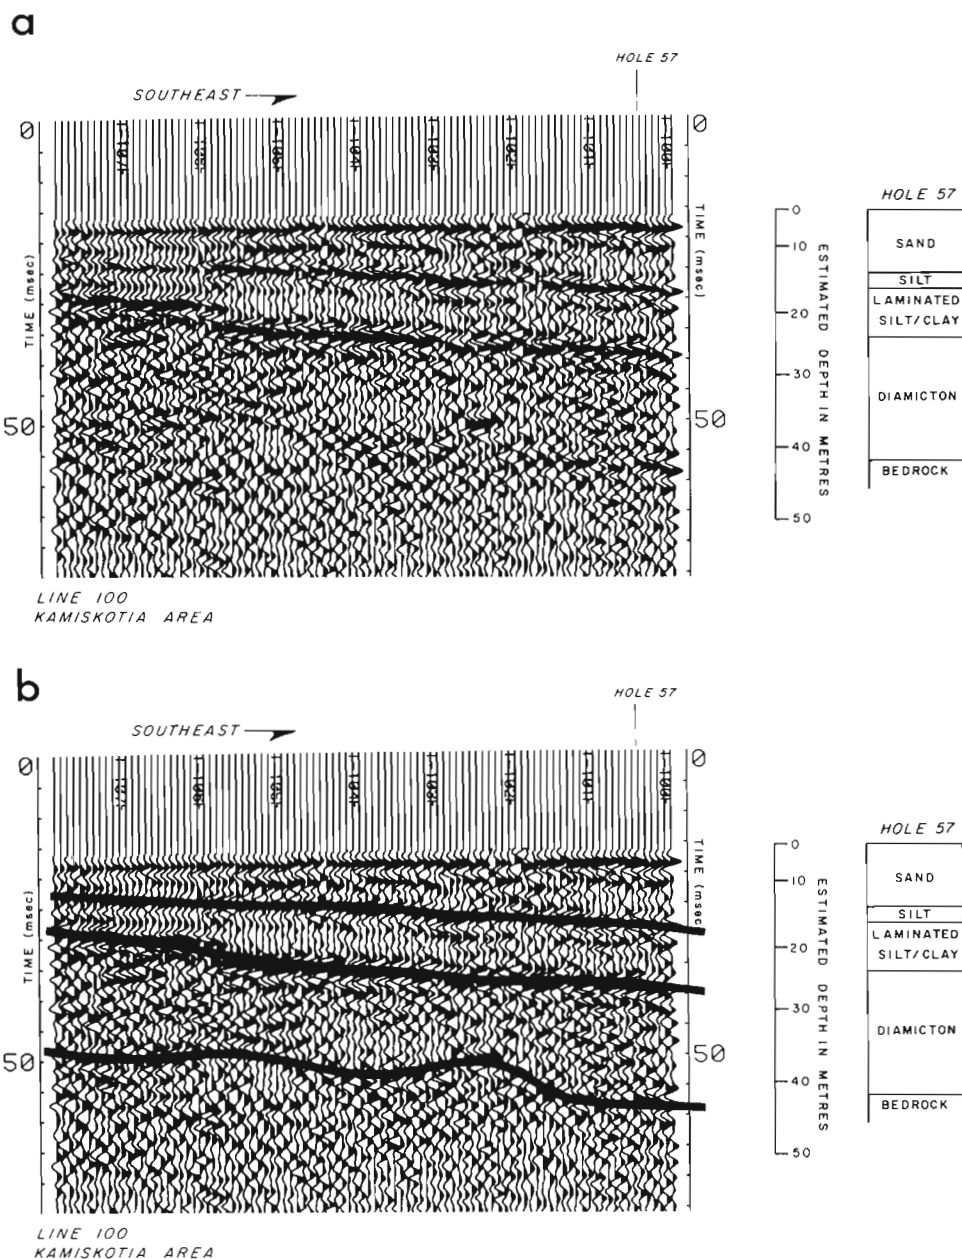 a
HOLE 57
SOUTHEAST
0
0
TIME (msec)
TIME (msec)
50
50
LINE 100
KAMISKOTIA AREA
0
10
20
30
40
50
ESTIMATED DEPTH IN METRES
HOLE 57
SAND
SILT
LAMINATED
SILT/CLAY
DIAMICTON
BEDROCK
b
HOLE 57
SOUTHEAST
0
0
TIME (msec)
TIME (msec)
50
50
LINE 100
KAMISKOTIA AREA
0
10
20
30
40
50
ESTIMATED DEPTH IN METRES
HOLE 57
SAND
SILT
LAMINATED
SILT/CLAY
DIAMICTON
BEDROCK